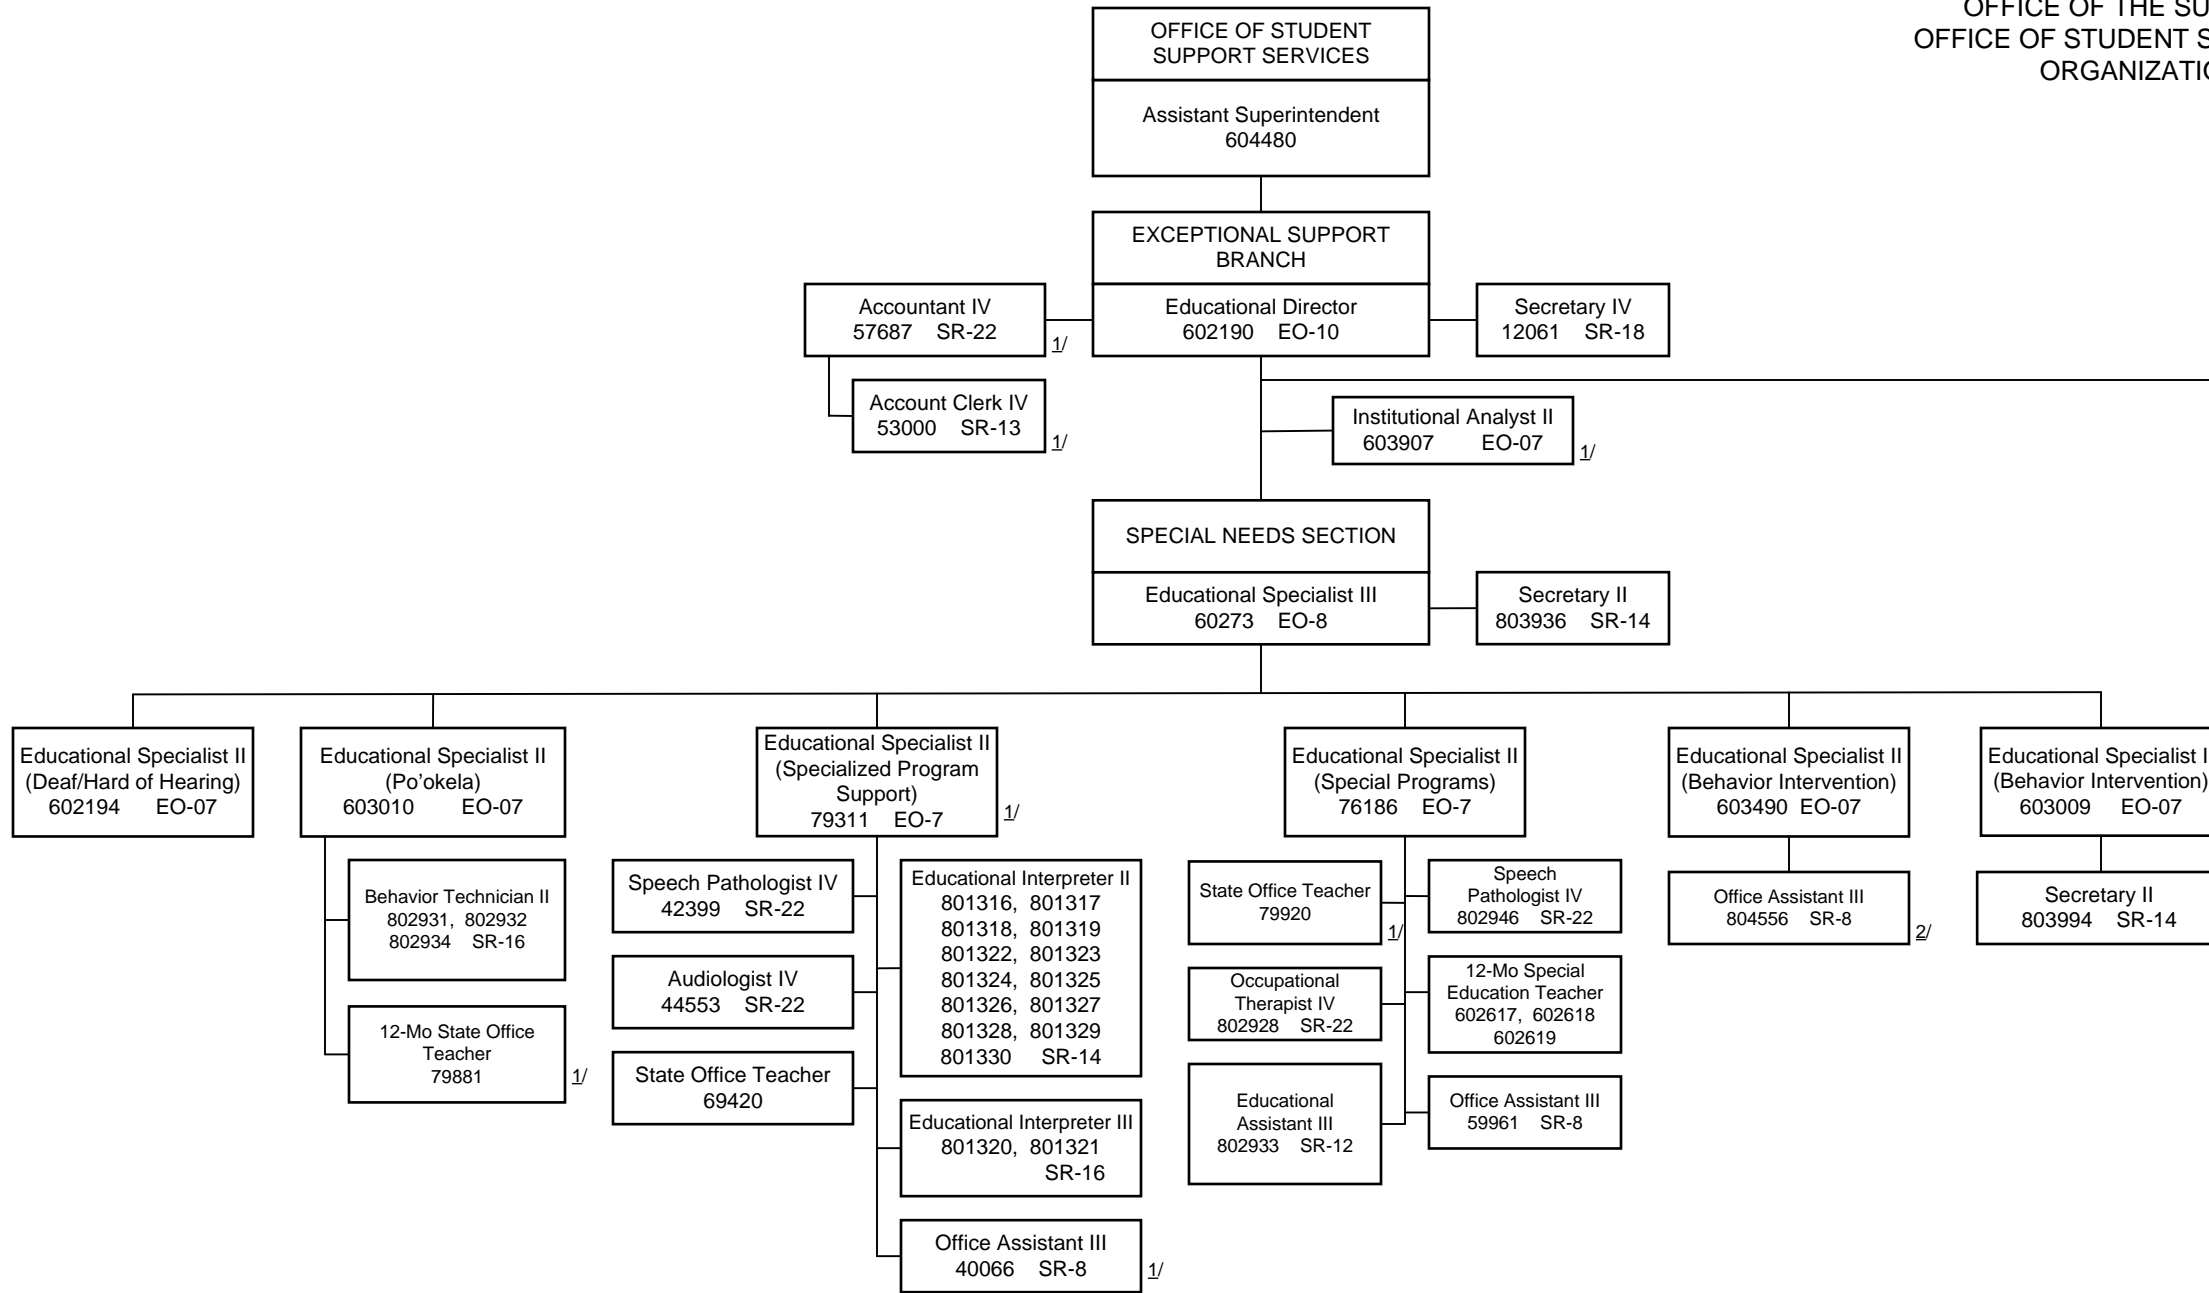 OFFICE OF THE SU
OFFICE OF STUDENT S
ORGANIZATI
OFFICE OF STUDENT
SUPPORT SERVICES
Assistant Superintendent
604480
EXCEPTIONAL SUPPORT
BRANCH
Educational Director
602190 EO-10
Accountant IV
57687 SR-22
1/
Secretary IV
12061 SR-18
Account Clerk IV
53000 SR-13
1/
Institutional Analyst II
603907 EO-07
1/
SPECIAL NEEDS SECTION
Educational Specialist III
60273 EO-8
Secretary II
803936 SR-14
Educational Specialist II
(Deaf/Hard of Hearing)
602194 EO-07
Educational Specialist II
(Po’okela)
603010 EO-07
Behavior Technician II
802931, 802932
802934 SR-16
12-Mo State Office
Teacher
79881
1/
Educational Specialist II
(Specialized Program
Support)
79311 EO-7
1/
Speech Pathologist IV
42399 SR-22
Audiologist IV
44553 SR-22
State Office Teacher
69420
Educational Interpreter II
801316, 801317
801318, 801319
801322, 801323
801324, 801325
801326, 801327
801328, 801329
801330 SR-14
Educational Interpreter III
801320, 801321
SR-16
Office Assistant III
40066 SR-8
1/
Educational Specialist II
(Special Programs)
76186 EO-7
State Office Teacher
79920
1/
Occupational
Therapist IV
802928 SR-22
Educational
Assistant III
802933 SR-12
Speech
Pathologist IV
802946 SR-22
12-Mo Special
Education Teacher
602617, 602618
602619
Office Assistant III
59961 SR-8
Educational Specialist II
(Behavior Intervention)
603490 EO-07
Office Assistant III
804556 SR-8
2/
Educational Specialist I
(Behavior Intervention)
603009 EO-07
Secretary II
803994 SR-14